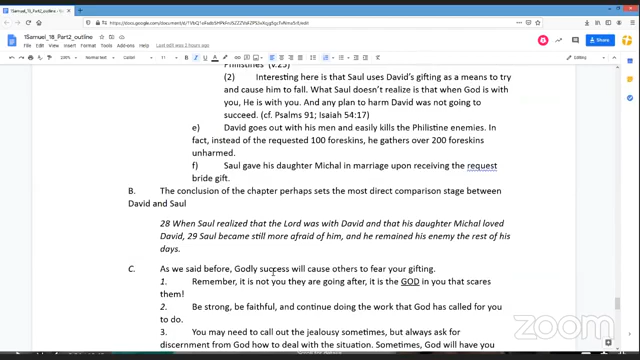 1Samuel_18_Part2_outline
File Edit View Insert Format Tools Add-ons Help
Last edit was 2 hours ago
Share
Normal text
11
Editing
Philistines (v.25)
(2) Interesting here is that Saul uses David's gifting as a means to try
and cause him to fall. What Saul doesn't realize is that when God is with
you, He is with you. And any plan to harm David was not going to
succeed. (cf. Psalms 91; Isaiah 54:17)
e) David goes out with his men and easily kills the Philistine enemies. In
fact, instead of the requested 100 foreskins, he gathers over 200 foreskins
unharmed.
f) Saul gave his daughter Michal in marriage upon receiving the request
bride gift.
B. The conclusion of the chapter perhaps sets the most direct comparison stage between
David and Saul
28 When Saul realized that the Lord was with David and that his daughter Michal loved
David, 29 Saul became still more afraid of him, and he remained his enemy the rest of his
days.
C. As we said before, Godly success will cause others to fear your gifting.
1. Remember, it is not you they are going after, it is the GOD in you that scares
them!
2. Be strong, be faithful, and continue doing the work that God has called for you
to do.
3. You may need to call out the jealousy sometimes, but always ask for
discernment from God how to deal with the situation. Sometimes, God will have you
zoom